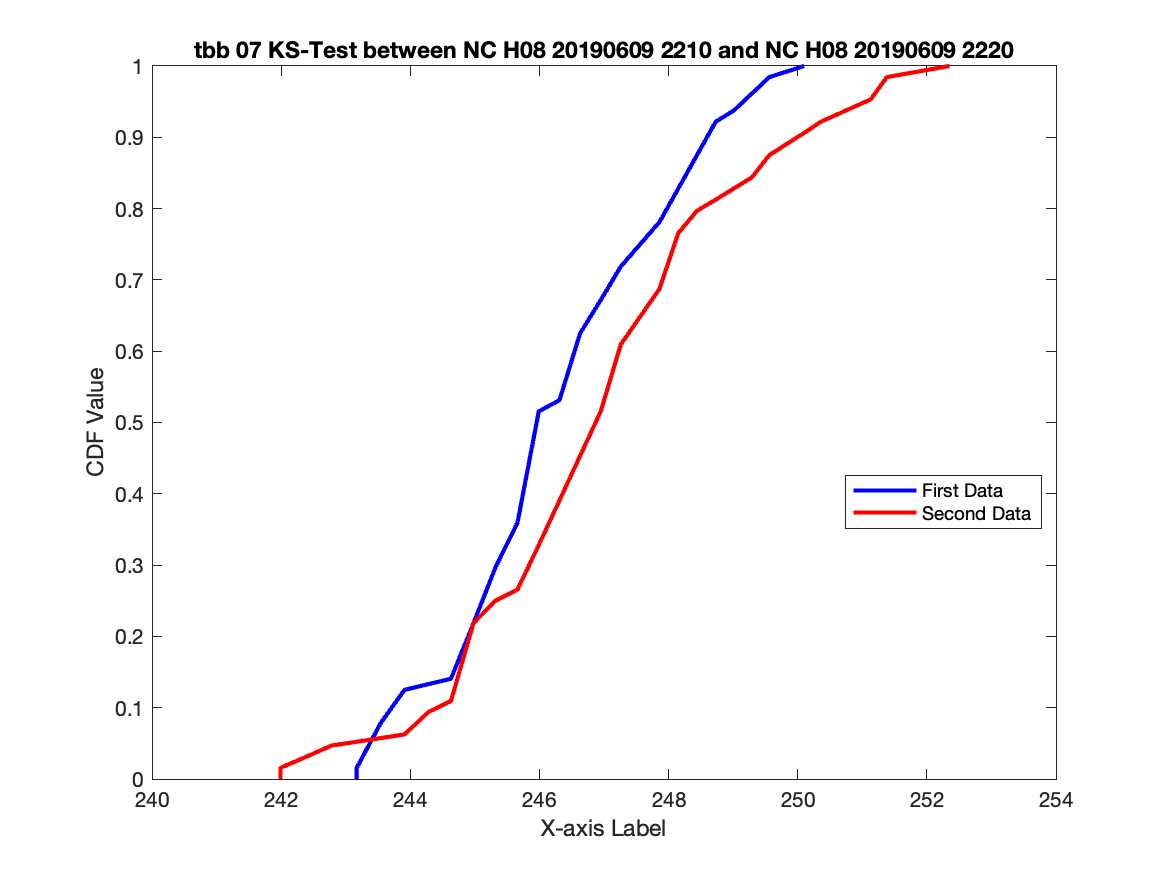 tbb 07 KS-Test between NC H08 20190609 2210 and NC H08 20190609 2220
1
0.9
0.8
0.7
0.6
0.5
0.4
0.3
0.2
0.1
0
CDF Value
First Data
Second Data
240 242 244 246 248 250 252 254
X-axis Label